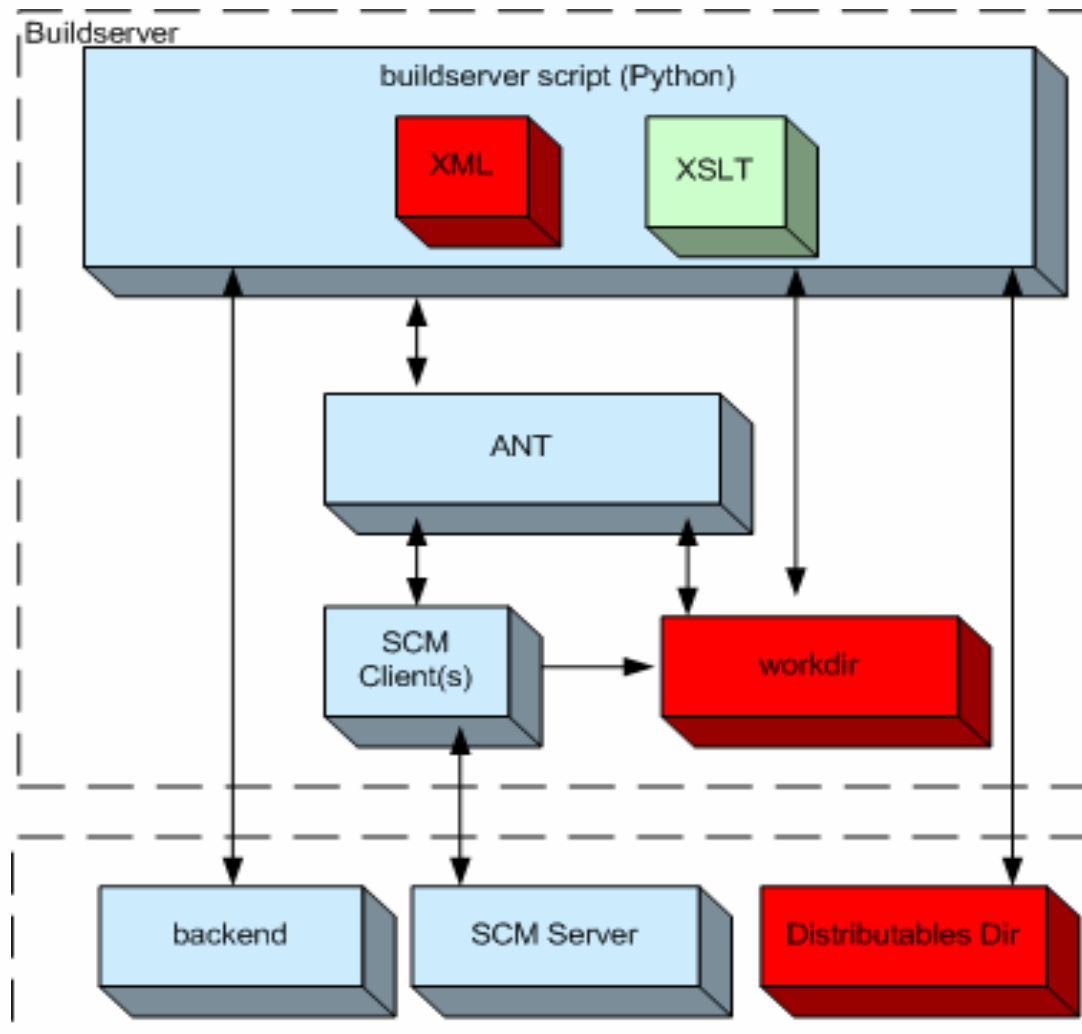 Buildserver
buildserver script (Python)
XML
XSLT
ANT
SCM
Client(s)
workdir
backend
SCM Server
Distributables Dir